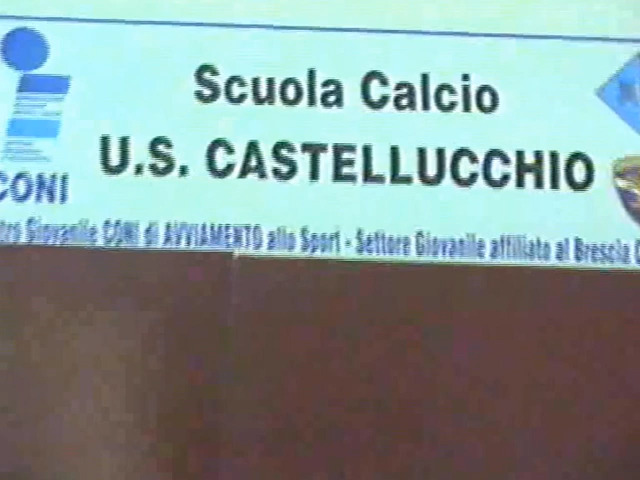 Scuola Calcio
U.S. CASTELLUCCHIO
CONI
Giovanile CONI di AVVIAMENTO allo Sport - Settore Giovanile affiliato al Brescia